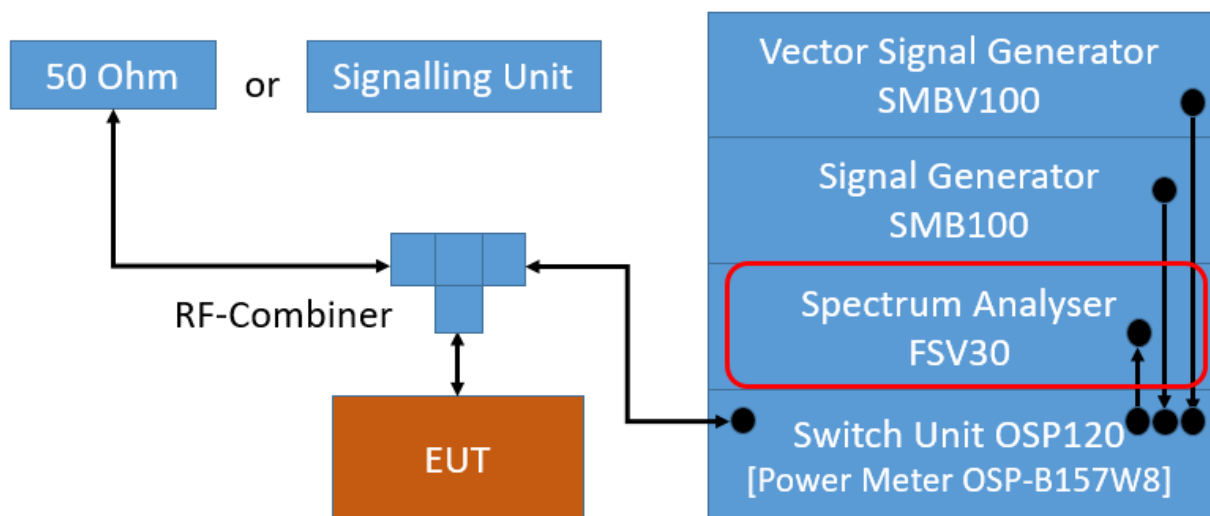 50 Ohm
or
Signalling Unit
Vector Signal Generator
SMBV100
Signal Generator
SMB100
RF-Combiner
Spectrum Analyser
FSV30
EUT
Switch Unit OSP120
[Power Meter OSP-B157W8]